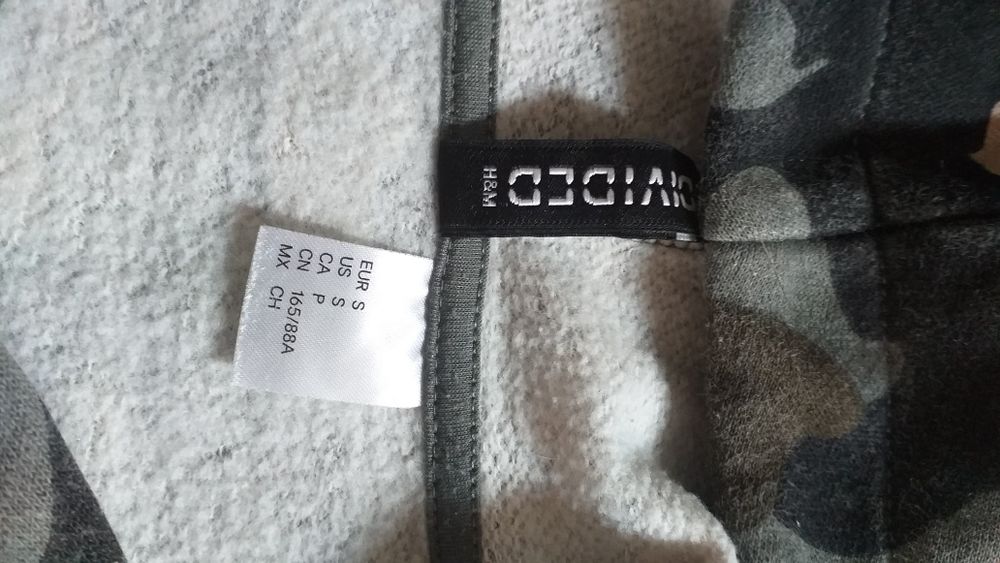 DIVIDED
H&M
EUR S
US S
CA P
CN 165/88A
MX CH